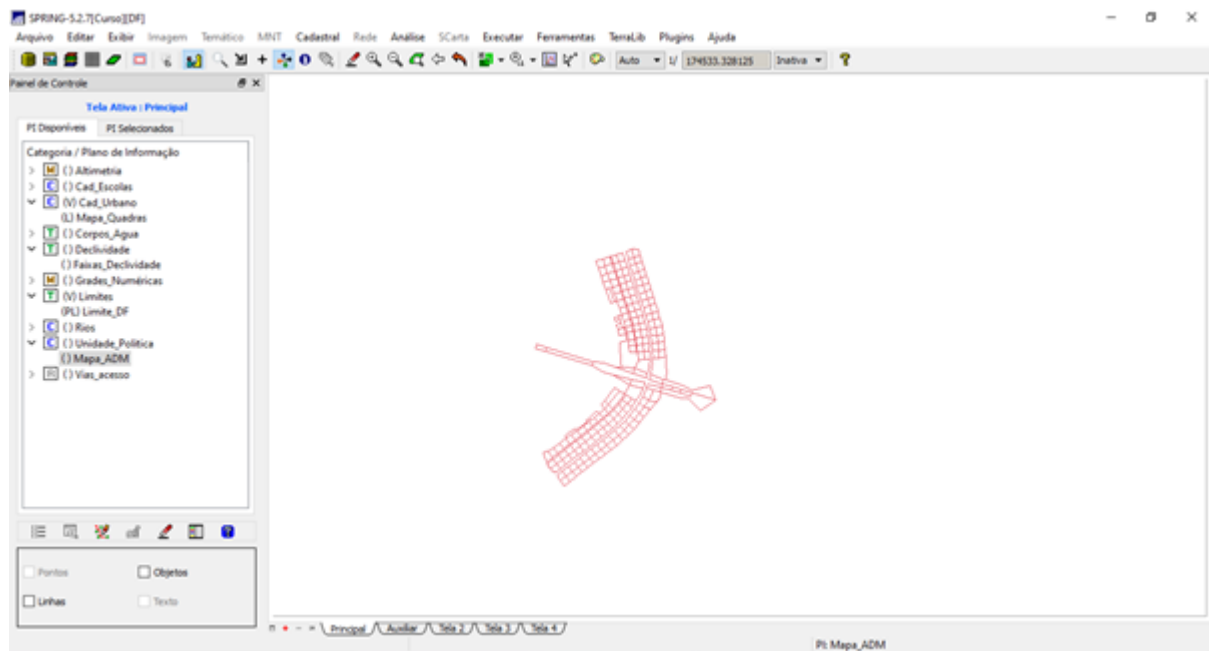 SPRING-5.2.7[Curso][DF]
Arquivo Editar Exibir Imagem Temático MNT Cadastral Rede Análise SCarta Executar Ferramentas TerraLib Plugins Ajuda
Auto 1/ 174533.328125 Inativa
Painel de Controle
Tela Ativa : Principal
PI Disponíveis PI Selecionados
Categoria / Plano de Informação
M () Altimetria
C () Cad_Escolas
C (V) Cad_Urbano
(L) Mapa_Quadras
T () Corpos_Agua
T () Declividade
() Faixas_Declividade
M () Grades_Numéricas
T (V) Limites
(PL) Limite_DF
C () Rios
C () Unidade_Politica
() Mapa_ADM
() Vias_acesso
Pontos Objetos
Linhas Texto
Principal Auxiliar Tela 2 Tela 3 Tela 4
PI: Mapa_ADM